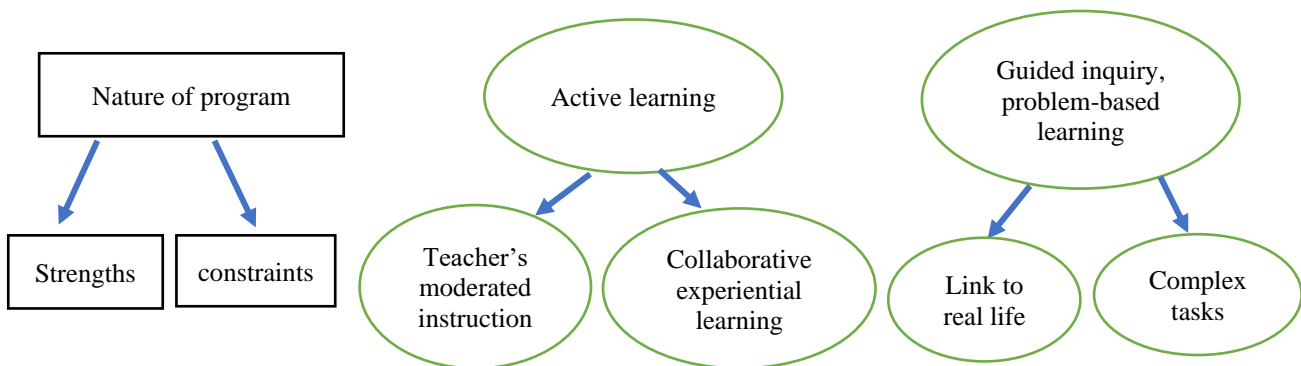 Nature of program
Strengths
constraints
Active learning
Teacher’s
moderated
instruction
Collaborative
experiential
learning
Guided inquiry,
problem-based
learning
Link to
real life
Complex
tasks